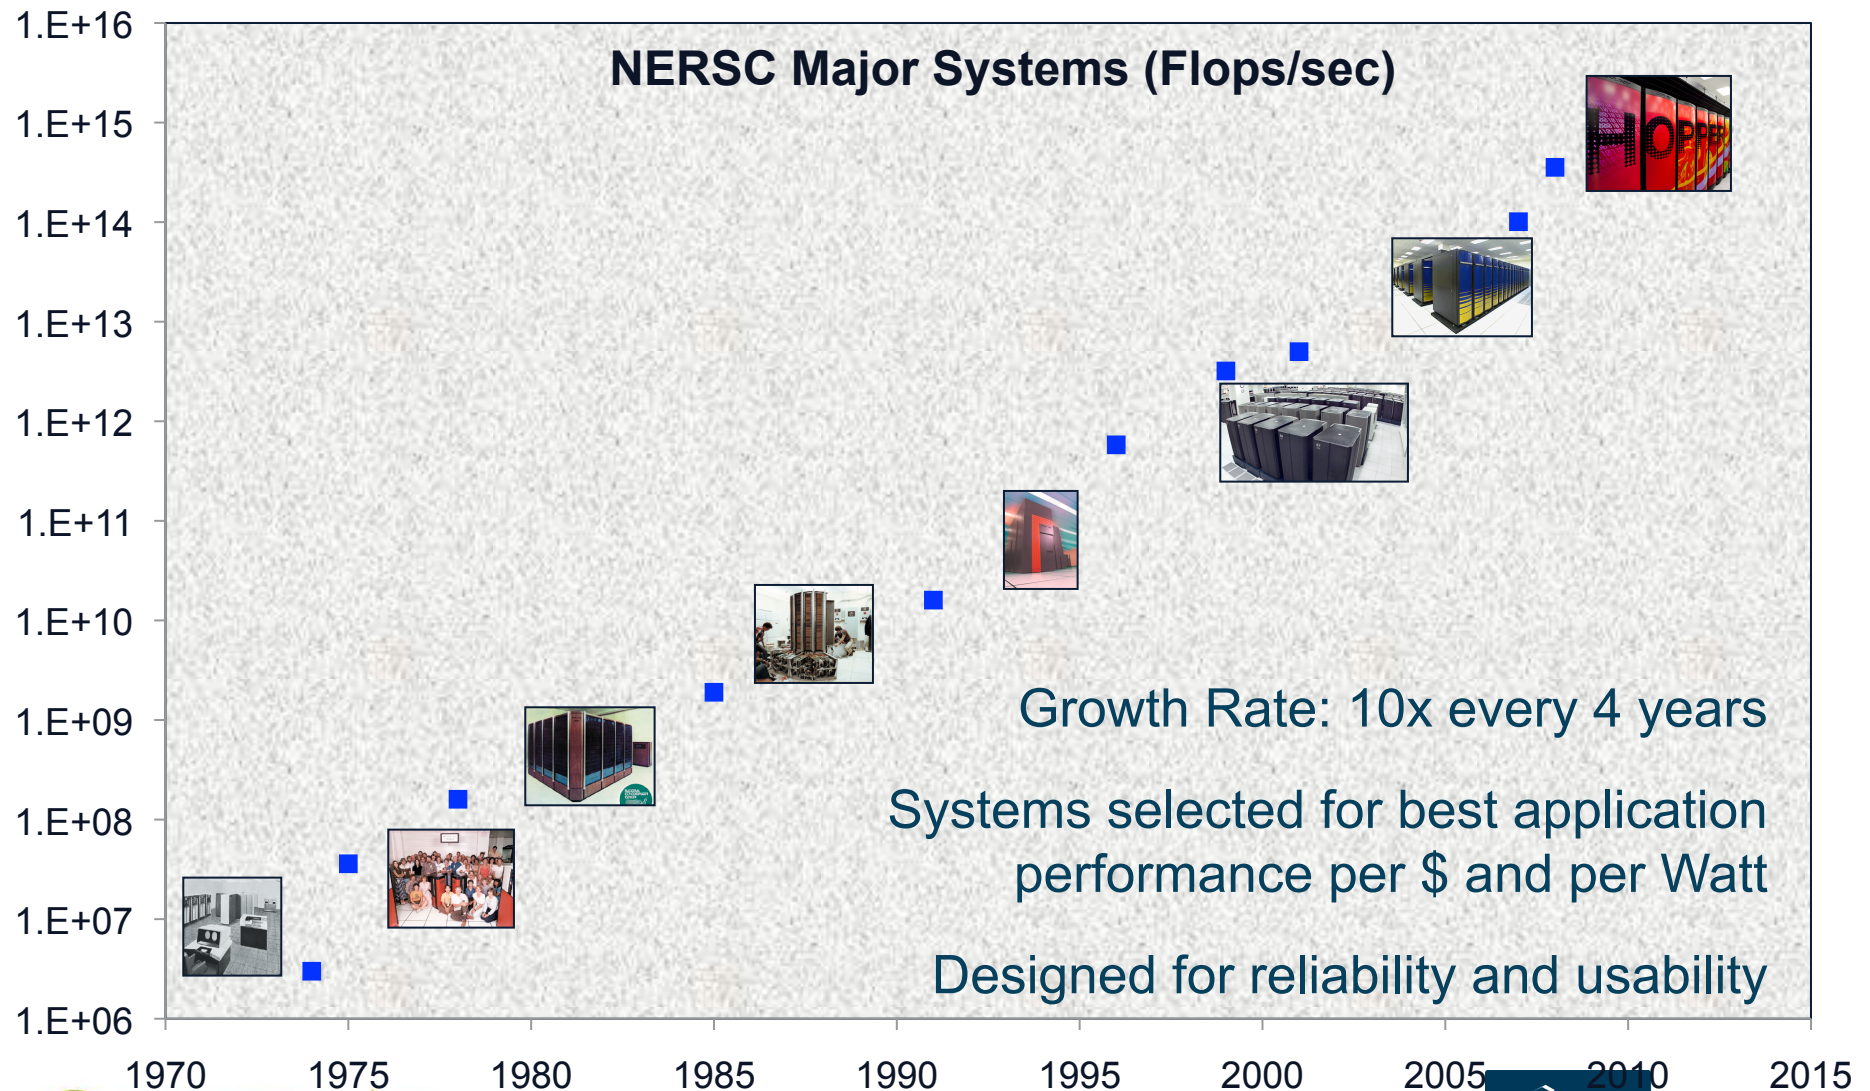 NERSC Major Systems (Flops/sec)
1.E+16
1.E+15
1.E+14
1.E+13
1.E+12
1.E+11
1.E+10
1.E+09
1.E+08
1.E+07
1.E+06
HOPPER
Growth Rate: 10x every 4 years
Systems selected for best application
performance per $ and per Watt
Designed for reliability and usability
1970 1975 1980 1985 1990 1995 2000 2005 2010 2015